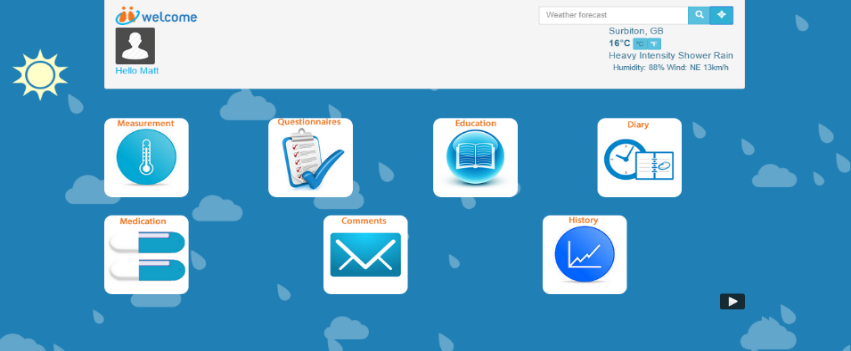 welcome
Weather forecast
Hello Matt
Surbiton, GB
16°C °C °F
Heavy Intensity Shower Rain
Humidity: 88% Wind: NE 13km/h
Measurement
Questionnaires
Education
Diary
Medication
Comments
History